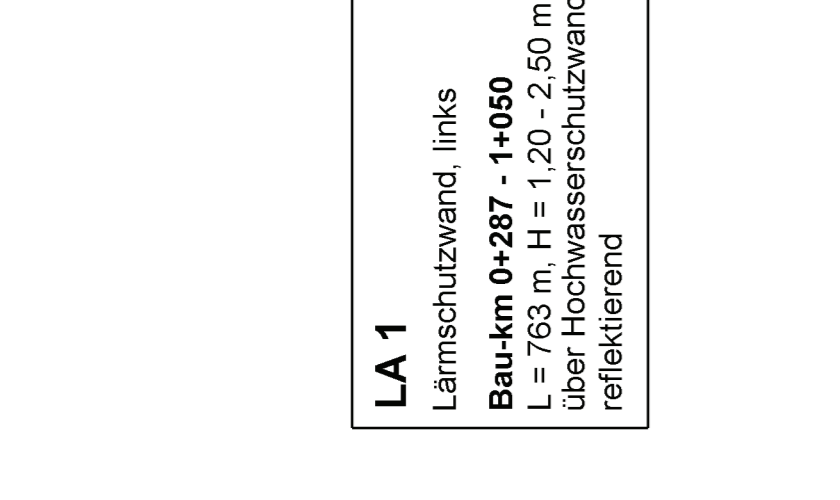 LA 1
Lärmschutzwand, links
Bau-km 0+287 - 1+050
L = 763 m, H = 1,20 - 2,50 m
über Hochwasserschutzwand
reflektierend